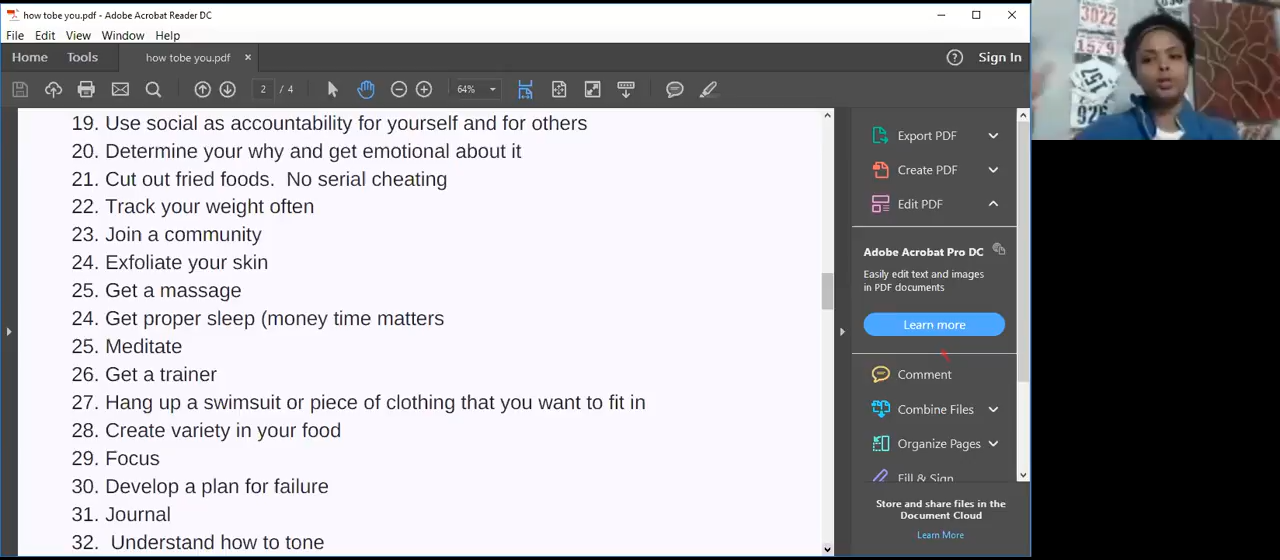 how tobe you.pdf - Adobe Acrobat Reader DC
File Edit View Window Help
Home Tools how tobe you.pdf × Sign In
2 / 4 64%
19. Use social as accountability for yourself and for others
20. Determine your why and get emotional about it
21. Cut out fried foods.  No serial cheating
22. Track your weight often
23. Join a community
24. Exfoliate your skin
25. Get a massage
24. Get proper sleep (money time matters
25. Meditate
26. Get a trainer
27. Hang up a swimsuit or piece of clothing that you want to fit in
28. Create variety in your food
29. Focus
30. Develop a plan for failure
31. Journal
32.  Understand how to tone
Export PDF
Create PDF
Edit PDF
Adobe Acrobat Pro DC
Easily edit text and images
in PDF documents
Learn more
Comment
Combine Files
Organize Pages
Fill & Sign
Store and share files in the
Document Cloud
Learn More
3022
1579
926